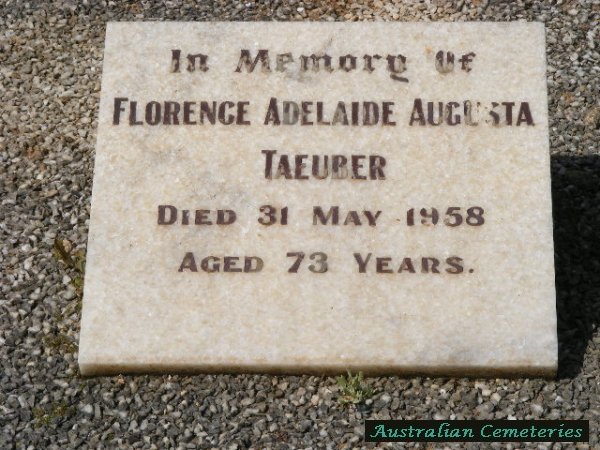 In Memory Of
FLORENCE ADELAIDE AUGUSTA
TAEUBER
DIED 31 MAY 1958
AGED 73 YEARS.
Australian Cemeteries